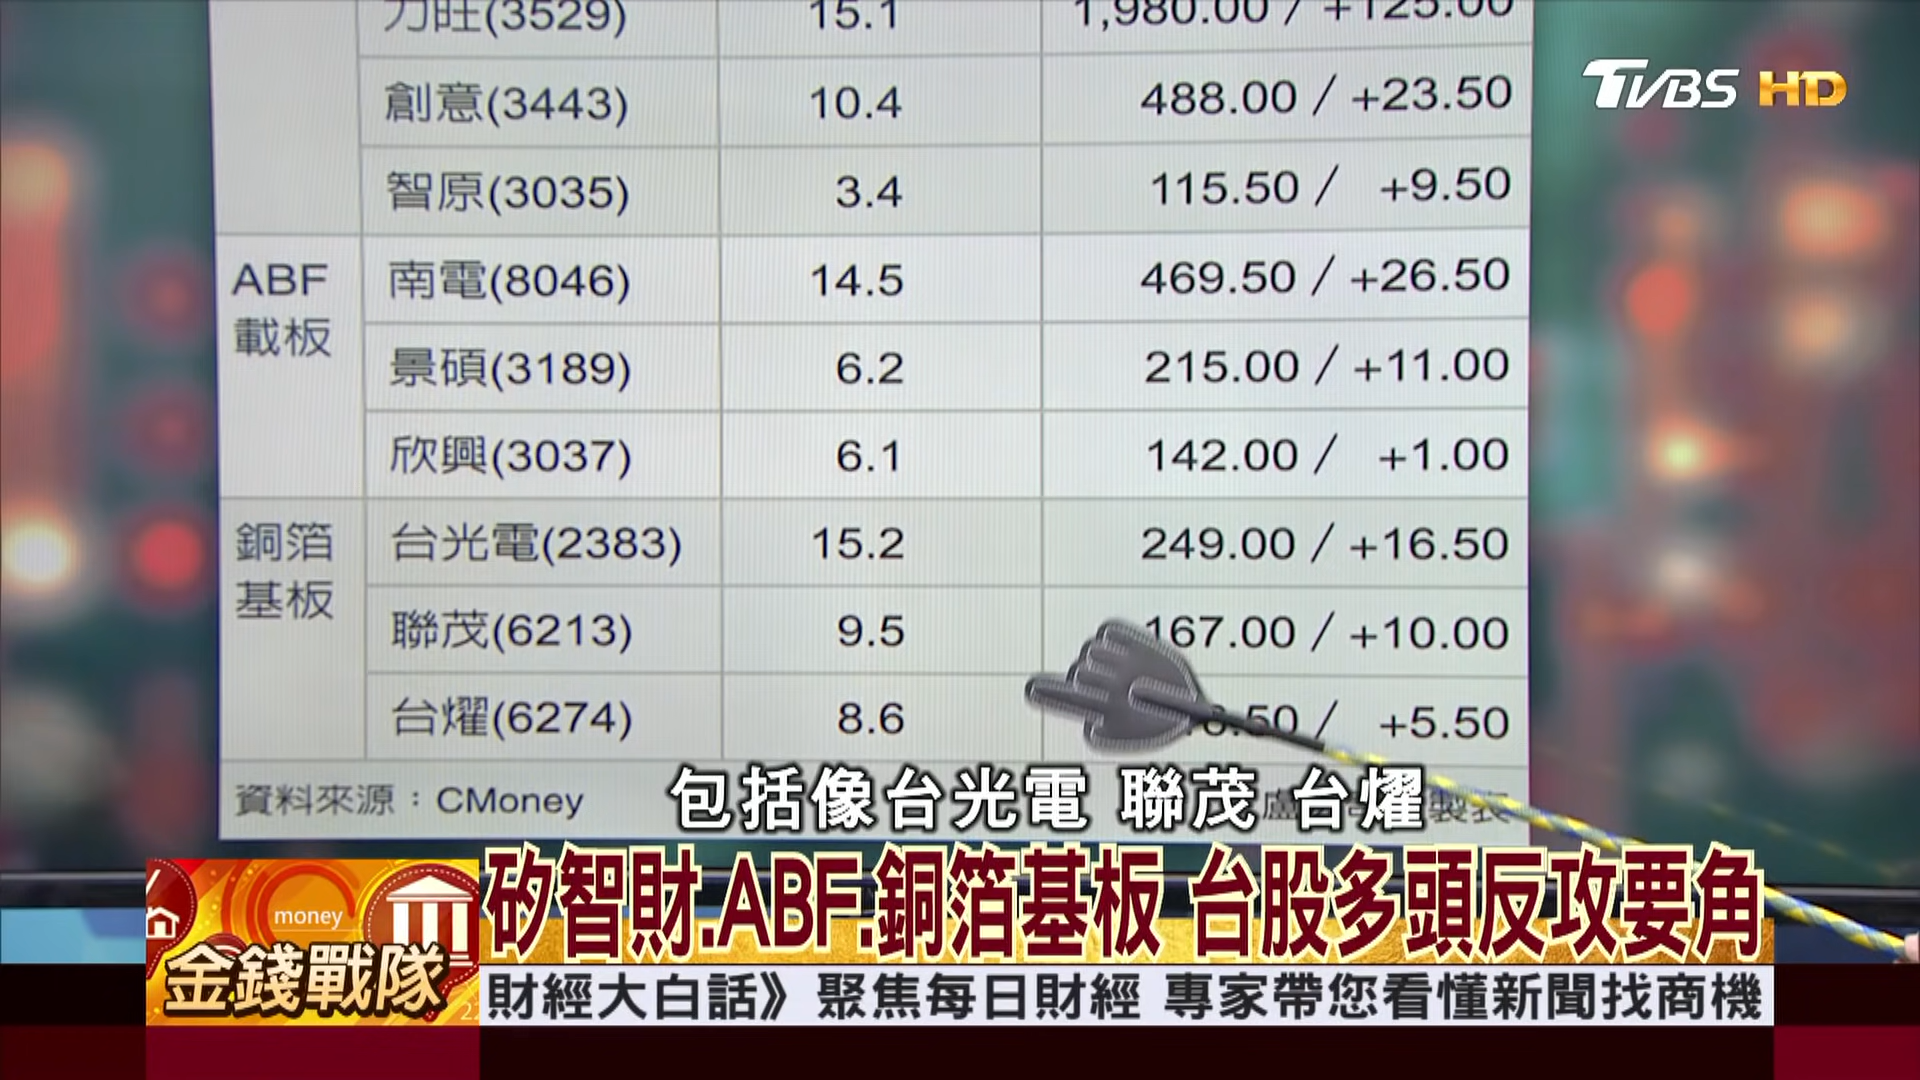 力旺(3529) 15.1 1,980.00 / +125.00
創意(3443) 10.4 488.00 / +23.50
智原(3035) 3.4 115.50 / +9.50
ABF
載板
南電(8046) 14.5 469.50 / +26.50
景碩(3189) 6.2 215.00 / +11.00
欣興(3037) 6.1 142.00 / +1.00
銅箔
基板
台光電(2383) 15.2 249.00 / +16.50
聯茂(6213) 9.5 167.00 / +10.00
台燿(6274) 8.6 / +5.50
資料來源：CMoney
製表
TVBS HD
包括像台光電 聯茂 台燿
money
金錢戰隊
矽智財.ABF.銅箔基板 台股多頭反攻要角
財經大白話》聚焦每日財經 專家帶您看懂新聞找商機